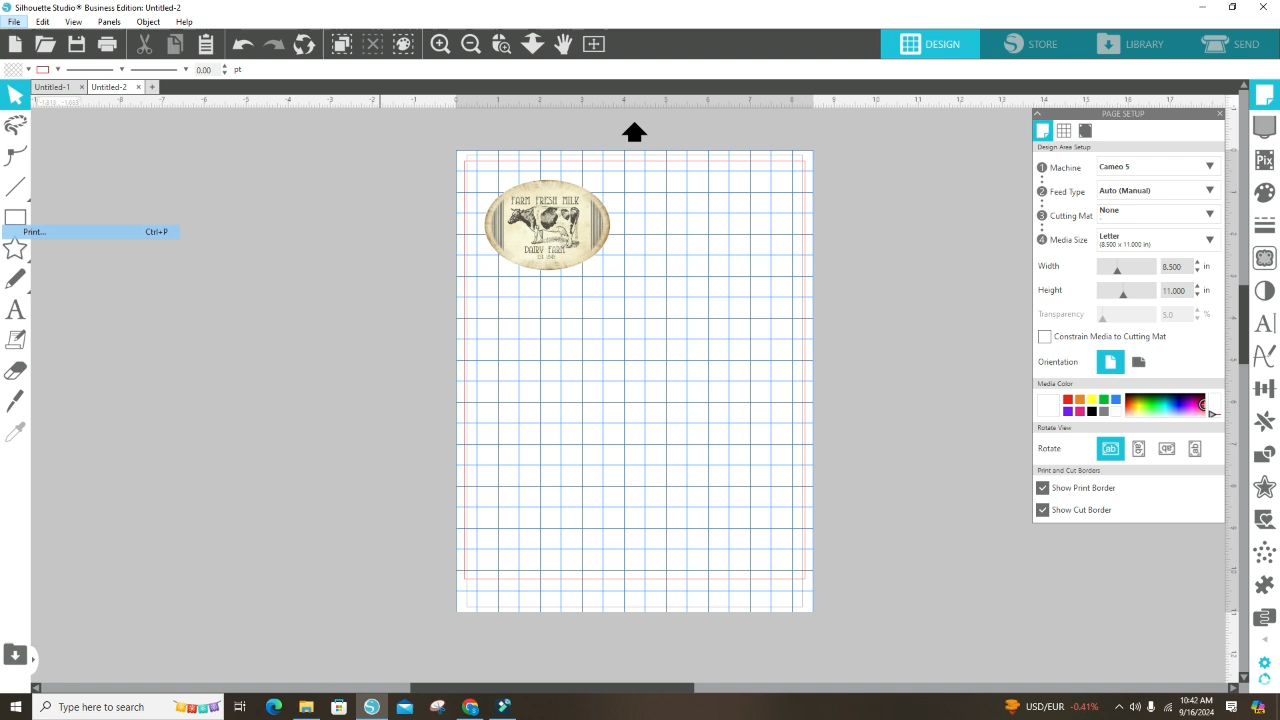 Silhouette Studio® Business Edition: Untitled-2
File Edit View Panels Object Help
DESIGN STORE LIBRARY SEND
0.00 pt
Untitled-1 × Untitled-2 × +
PAGE SETUP
Design Area Setup
1 Machine Cameo 5
2 Feed Type Auto (Manual)
3 Cutting Mat None
4 Media Size Letter
(8.500 x 11.000 in)
Width 8.500 in
Height 11.000 in
Transparency 5.0 %
Constrain Media to Cutting Mat
Orientation
Media Color
Rotate View
Rotate
Print and Cut Borders
Show Print Border
Show Cut Border
Print... Ctrl+P
FARM FRESH MILK
DAIRY FARM
Pix
Type here to search
USD/EUR -0.41%
10:42 AM
9/16/2024